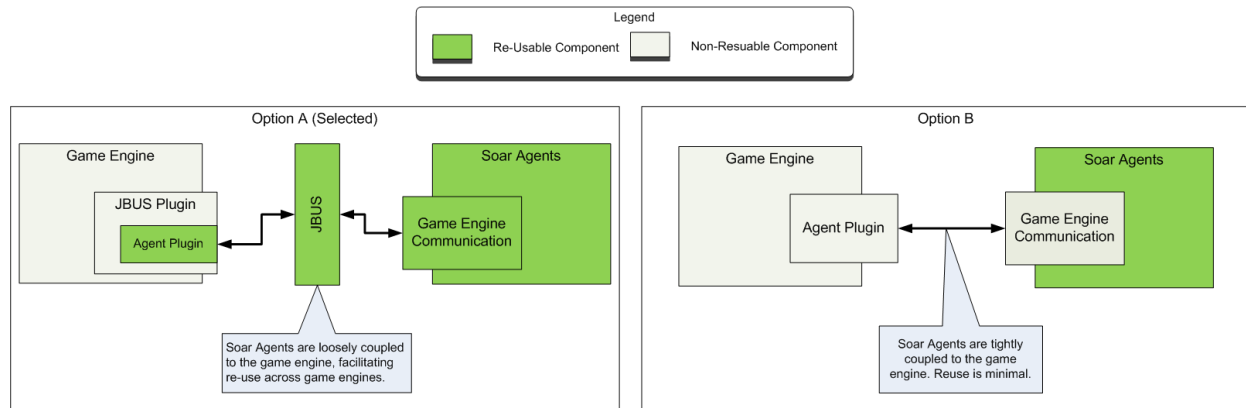 Legend
Re-Usable Component
Non-Resuable Component
Option A (Selected)
Game Engine
JBUS Plugin
Agent Plugin
JBUS
Soar Agents
Game Engine
Communication
Soar Agents are loosely coupled
to the game engine, facilitating
re-use across game engines.
Option B
Game Engine
Agent Plugin
Soar Agents
Game Engine
Communication
Soar Agents are tightly
coupled to the game
engine. Reuse is minimal.